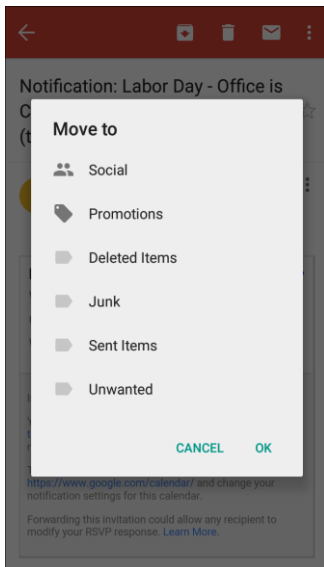 Notification: Labor Day - Office is
C
(t
Move to
Social
Promotions
Deleted Items
Junk
Sent Items
Unwanted
CANCEL
OK
https://www.google.com/calendar/ and change your
notification settings for this calendar.
Forwarding this invitation could allow any recipient to
modify your RSVP response. Learn More.